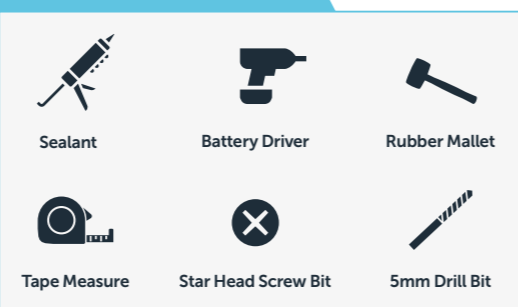 Sealant
Battery Driver
Rubber Mallet
Tape Measure
Star Head Screw Bit
5mm Drill Bit